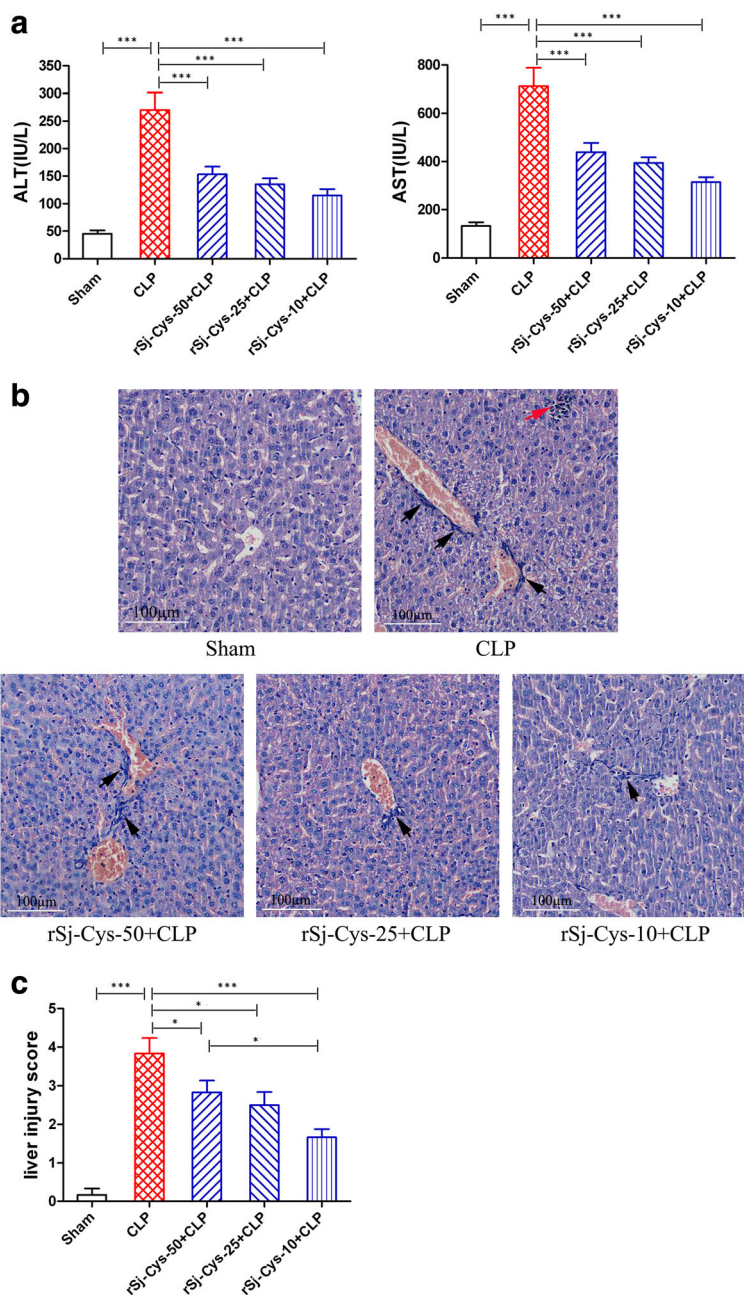 a
***
***
***
***
350
300
250
200
150
100
50
0
ALT(IU/L)
Sham
CLP
rSj-Cys-50+CLP
rSj-Cys-25+CLP
rSj-Cys-10+CLP
***
***
***
***
800
600
400
200
0
AST(IU/L)
Sham
CLP
rSj-Cys-50+CLP
rSj-Cys-25+CLP
rSj-Cys-10+CLP
b
100μm
Sham
100μm
CLP
100μm
rSj-Cys-50+CLP
100μm
rSj-Cys-25+CLP
100μm
rSj-Cys-10+CLP
c
***
***
*
*
*
5
4
3
2
1
0
liver injury score
Sham
CLP
rSj-Cys-50+CLP
rSj-Cys-25+CLP
rSj-Cys-10+CLP